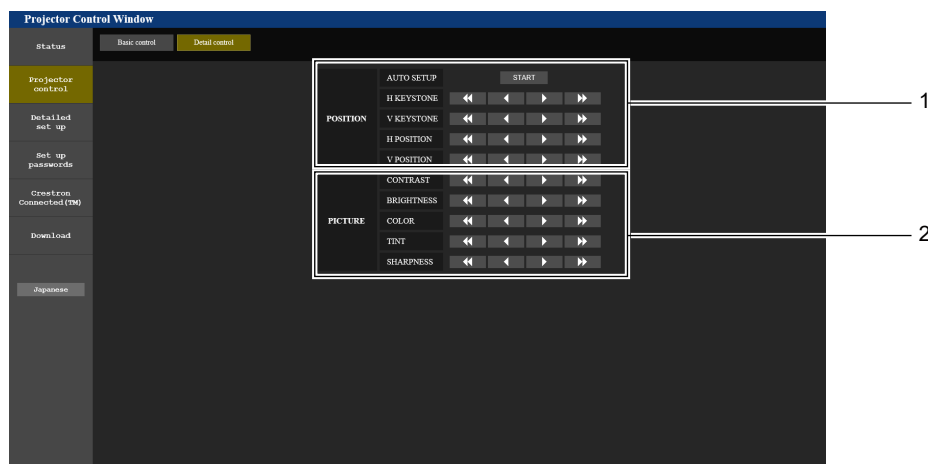 Projector Control Window
Status
Basic control
Detail control
Projector
control
Detailed
set up
Set up
passwords
Crestron
Connected(TM)
Download
Japanese
POSITION
AUTO SETUP
START
H KEYSTONE
V KEYSTONE
H POSITION
V POSITION
1
PICTURE
CONTRAST
BRIGHTNESS
COLOR
TINT
SHARPNESS
2